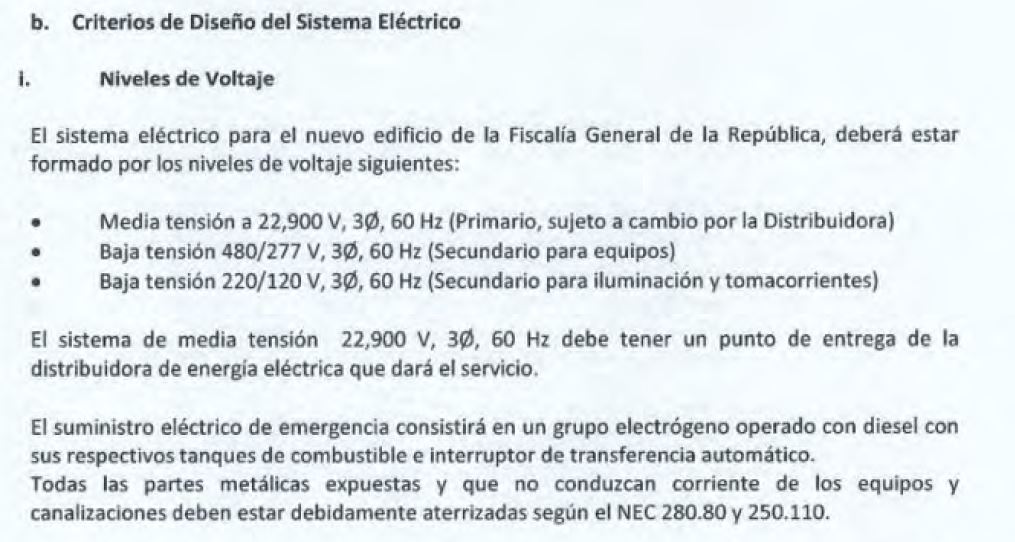 b. Criterios de Diseño del Sistema Eléctrico
i. Niveles de Voltaje
El sistema eléctrico para el nuevo edificio de la Fiscalía General de la República, deberá estar
formado por los niveles de voltaje siguientes:
• Media tensión a 22,900 V, 3Ø, 60 Hz (Primario, sujeto a cambio por la Distribuidora)
• Baja tensión 480/277 V, 3Ø, 60 Hz (Secundario para equipos)
• Baja tensión 220/120 V, 3Ø, 60 Hz (Secundario para iluminación y tomacorrientes)
El sistema de media tensión 22,900 V, 3Ø, 60 Hz debe tener un punto de entrega de la
distribuidora de energía eléctrica que dará el servicio.
El suministro eléctrico de emergencia consistirá en un grupo electrógeno operado con diesel con
sus respectivos tanques de combustible e interruptor de transferencia automático.
Todas las partes metálicas expuestas y que no conduzcan corriente de los equipos y
canalizaciones deben estar debidamente aterrizadas según el NEC 280.80 y 250.110.